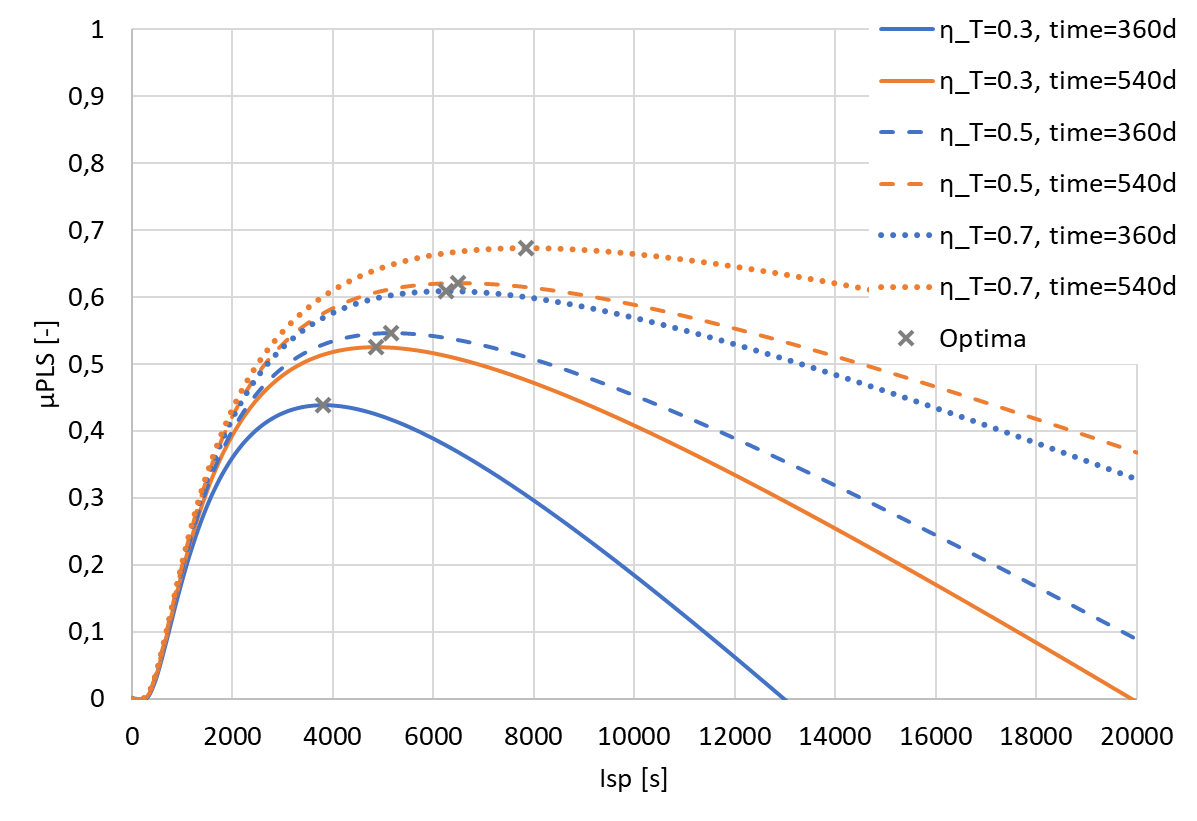 1
0,9
0,8
0,7
0,6
0,5
0,4
0,3
0,2
0,1
0
µPLS [-]
0 2000 4000 6000 8000 10000 12000 14000 16000 18000 20000
Isp [s]
η_T=0.3, time=360d
η_T=0.3, time=540d
η_T=0.5, time=360d
η_T=0.5, time=540d
η_T=0.7, time=360d
η_T=0.7, time=540d
Optima